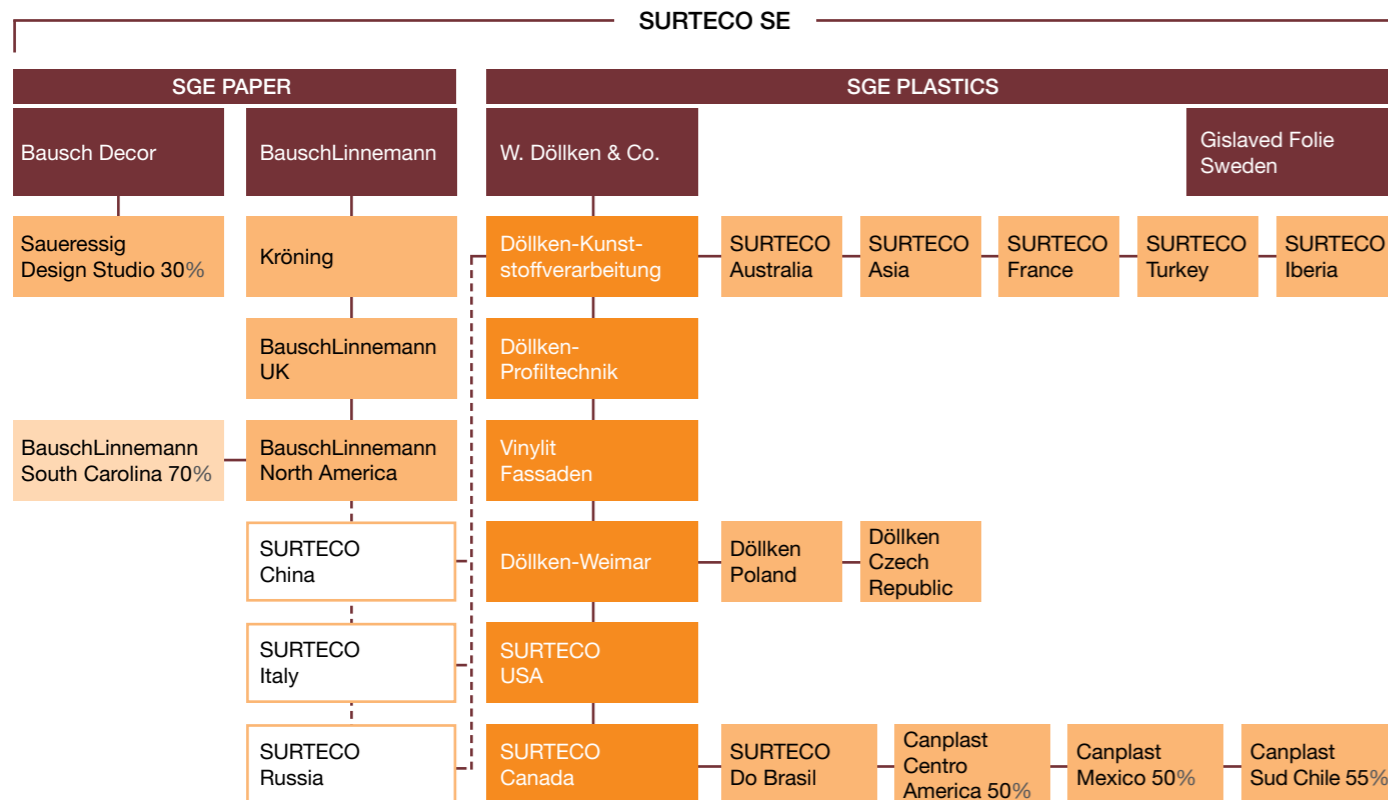 SURTECO SE
SGE PAPER
SGE PLASTICS
Bausch Decor
BauschLinnemann
W. Döllken & Co.
Gislaved Folie
Sweden
Saueressig
Design Studio 30%
Kröning
Döllken-Kunst-
stoffverarbeitung
SURTECO
Australia
SURTECO
Asia
SURTECO
France
SURTECO
Turkey
SURTECO
Iberia
BauschLinnemann
UK
Döllken-
Profiltechnik
BauschLinnemann
South Carolina 70%
BauschLinnemann
North America
Vinylit
Fassaden
SURTECO
China
Döllken-Weimar
Döllken
Poland
Döllken
Czech
Republic
SURTECO
Italy
SURTECO
USA
SURTECO
Russia
SURTECO
Canada
SURTECO
Do Brasil
Canplast
Centro
America 50%
Canplast
Mexico 50%
Canplast
Sud Chile 55%